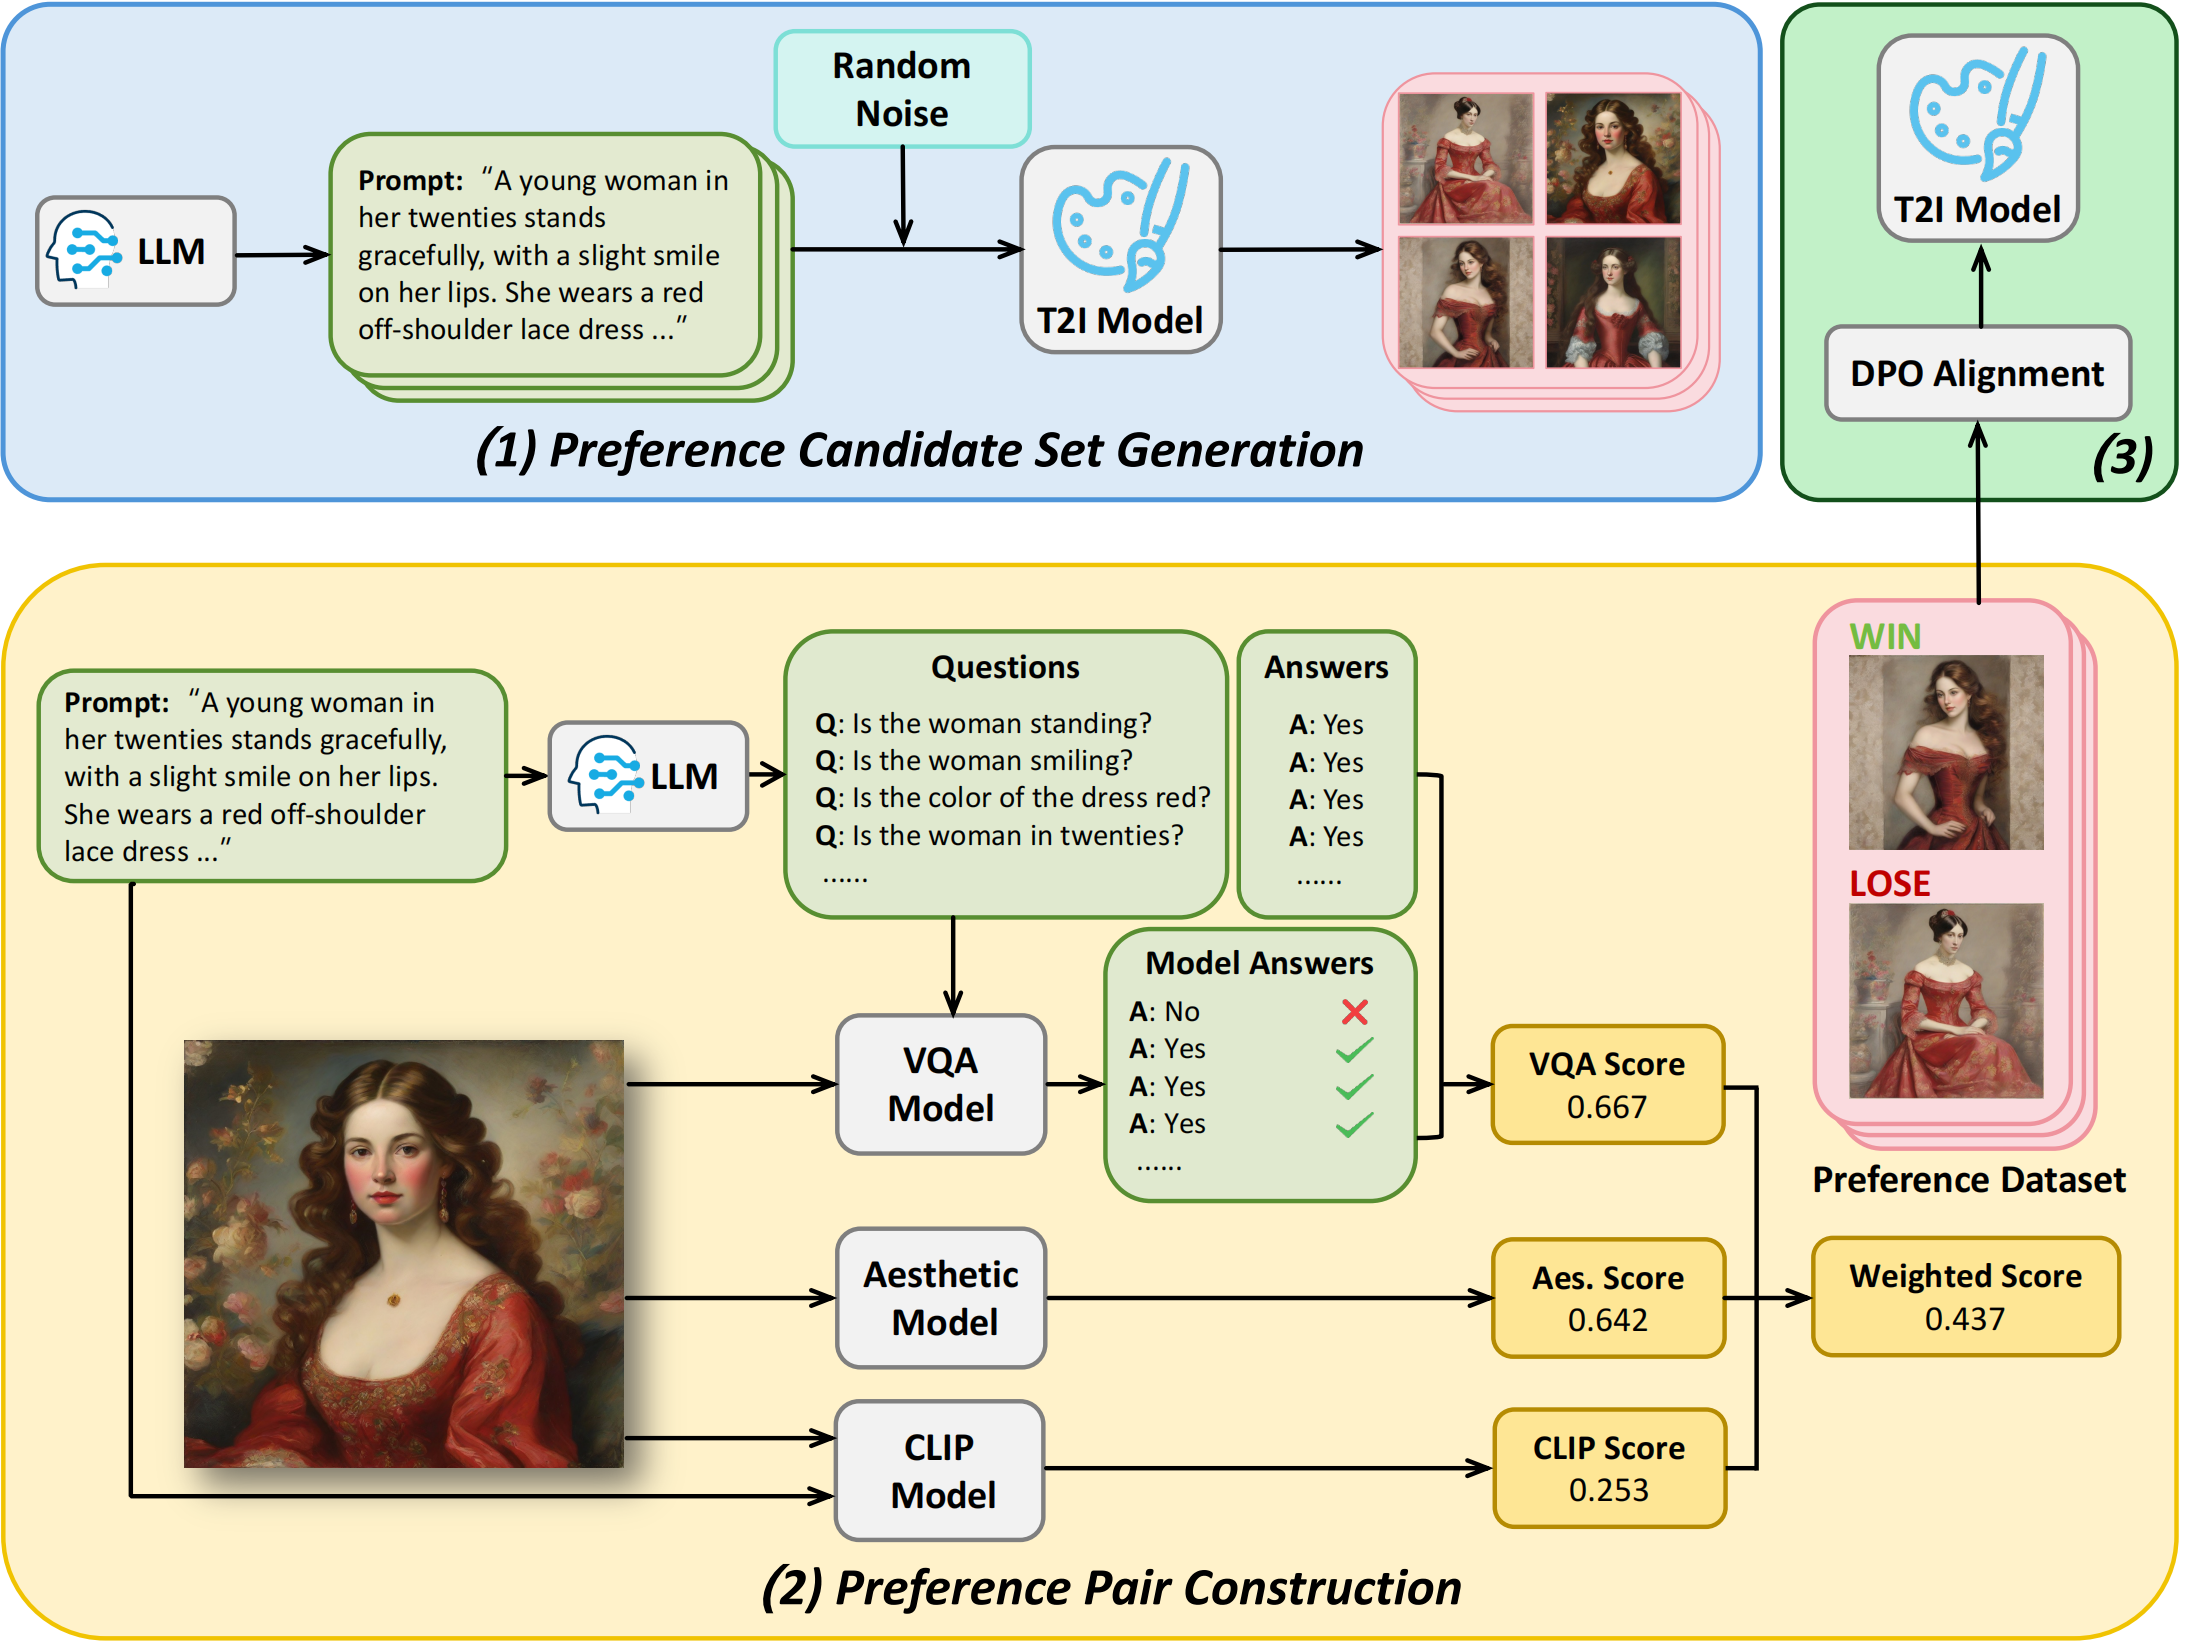 Random
Noise
LLM
Prompt: “A young woman in
her twenties stands
gracefully, with a slight smile
on her lips. She wears a red
off-shoulder lace dress ...”
T2I Model
(1) Preference Candidate Set Generation
T2I Model
DPO Alignment
(3)
Prompt: “A young woman in
her twenties stands gracefully,
with a slight smile on her lips.
She wears a red off-shoulder
lace dress ...”
LLM
Questions
Q: Is the woman standing?
Q: Is the woman smiling?
Q: Is the color of the dress red?
Q: Is the woman in twenties?
......
Answers
A: Yes
A: Yes
A: Yes
A: Yes
......
VQA
Model
Model Answers
A: No
A: Yes
A: Yes
A: Yes
......
VQA Score
0.667
Aesthetic
Model
Aes. Score
0.642
CLIP
Model
CLIP Score
0.253
WIN
LOSE
Preference Dataset
Weighted Score
0.437
(2) Preference Pair Construction